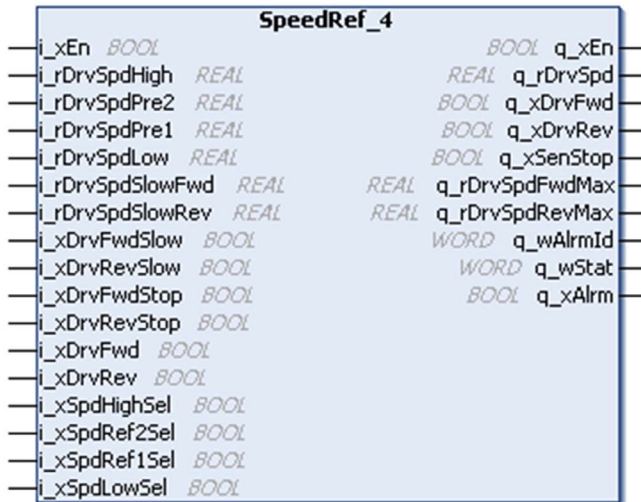 SpeedRef_4
i_xEn BOOL BOOL q_xEn
i_rDrvSpdHigh REAL REAL q_rDrvSpd
i_rDrvSpdPre2 REAL BOOL q_xDrvFwd
i_rDrvSpdPre1 REAL BOOL q_xDrvRev
i_rDrvSpdLow REAL BOOL q_xSenStop
i_rDrvSpdSlowFwd REAL REAL q_rDrvSpdFwdMax
i_rDrvSpdSlowRev REAL REAL q_rDrvSpdRevMax
i_xDrvFwdSlow BOOL WORD q_wAlrmId
i_xDrvRevSlow BOOL WORD q_wStat
i_xDrvFwdStop BOOL BOOL q_xAlrm
i_xDrvRevStop BOOL
i_xDrvFwd BOOL
i_xDrvRev BOOL
i_xSpdHighSel BOOL
i_xSpdRef2Sel BOOL
i_xSpdRef1Sel BOOL
i_xSpdLowSel BOOL